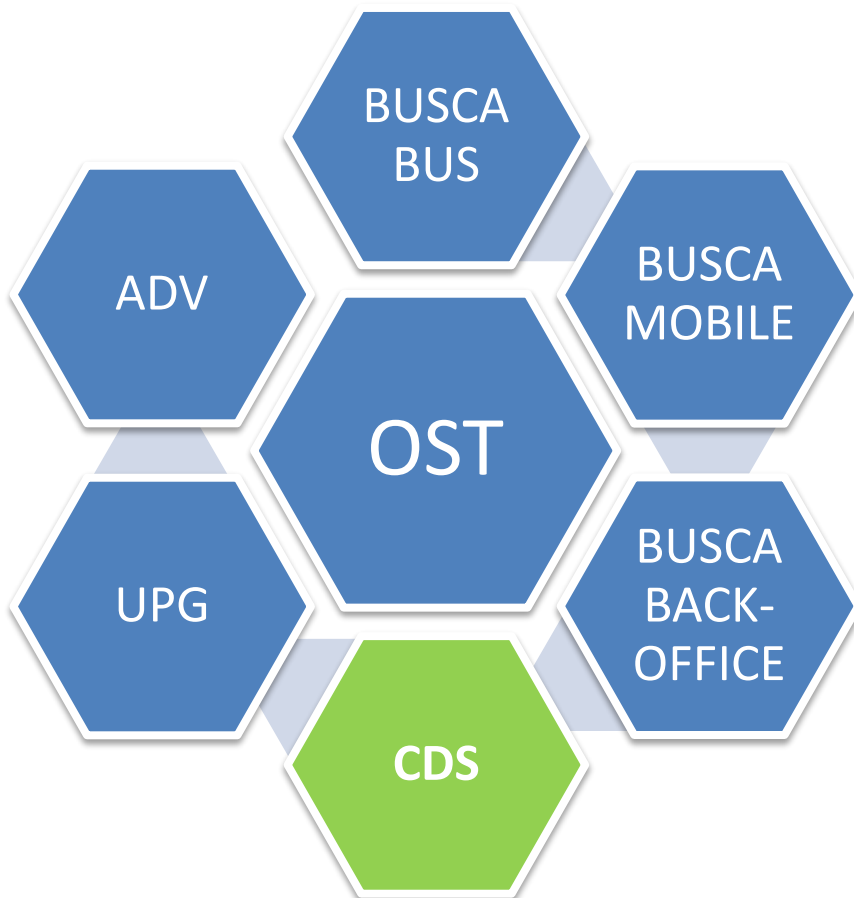 BUSCA
BUS
BUSCA
MOBILE
ADV
OST
BUSCA
BACK-
OFFICE
UPG
CDS